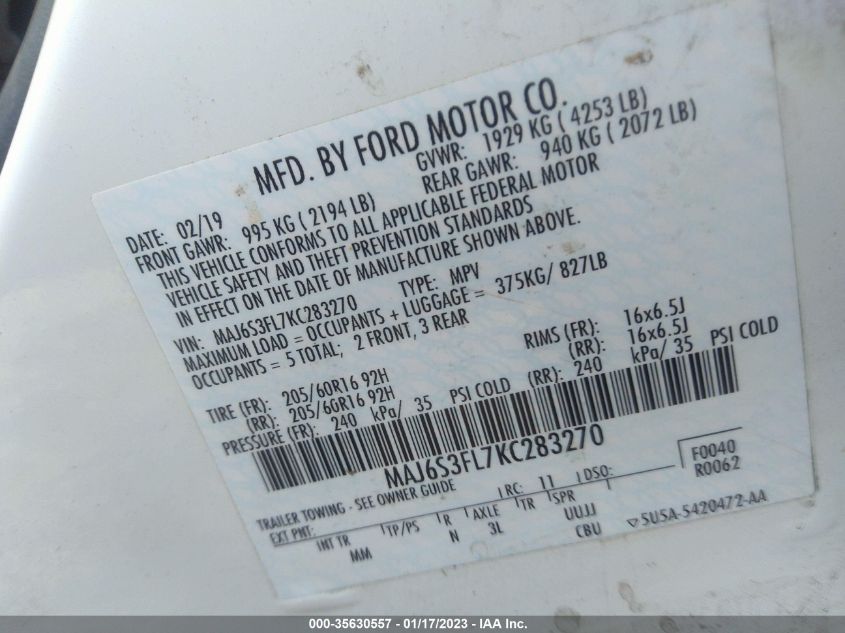 MFD. BY FORD MOTOR CO.
DATE: 02/19 GVWR: 1929 KG ( 4253 LB)
FRONT GAWR: 995 KG ( 2194 LB) REAR GAWR: 940 KG ( 2072 LB)
THIS VEHICLE CONFORMS TO ALL APPLICABLE FEDERAL MOTOR
VEHICLE SAFETY AND THEFT PREVENTION STANDARDS
IN EFFECT ON THE DATE OF MANUFACTURE SHOWN ABOVE.
VIN: MAJ6S3FL7KC283270 TYPE: MPV
MAXIMUM LOAD = OCCUPANTS + LUGGAGE = 375KG/ 827LB
OCCUPANTS = 5 TOTAL; 2 FRONT, 3 REAR
TIRE (FR): 205/60R16 92H RIMS (FR): 16x6.5J
(RR): 205/60R16 92H (RR): 16x6.5J
PRESSURE (FR): 240 kPa/ 35 PSI COLD (RR): 240 kPa/ 35 PSI COLD
MAJ6S3FL7KC283270
TRAILER TOWING - SEE OWNER GUIDE
F0040
R0062
EXT PNT: RC: 11 DSO:
INT TR TP/PS R AXLE TR SPR
MM N 3L UUJJ
CBU
5U5A-5420472-AA
000-35630557 — 01/17/2023 — IAA Inc.